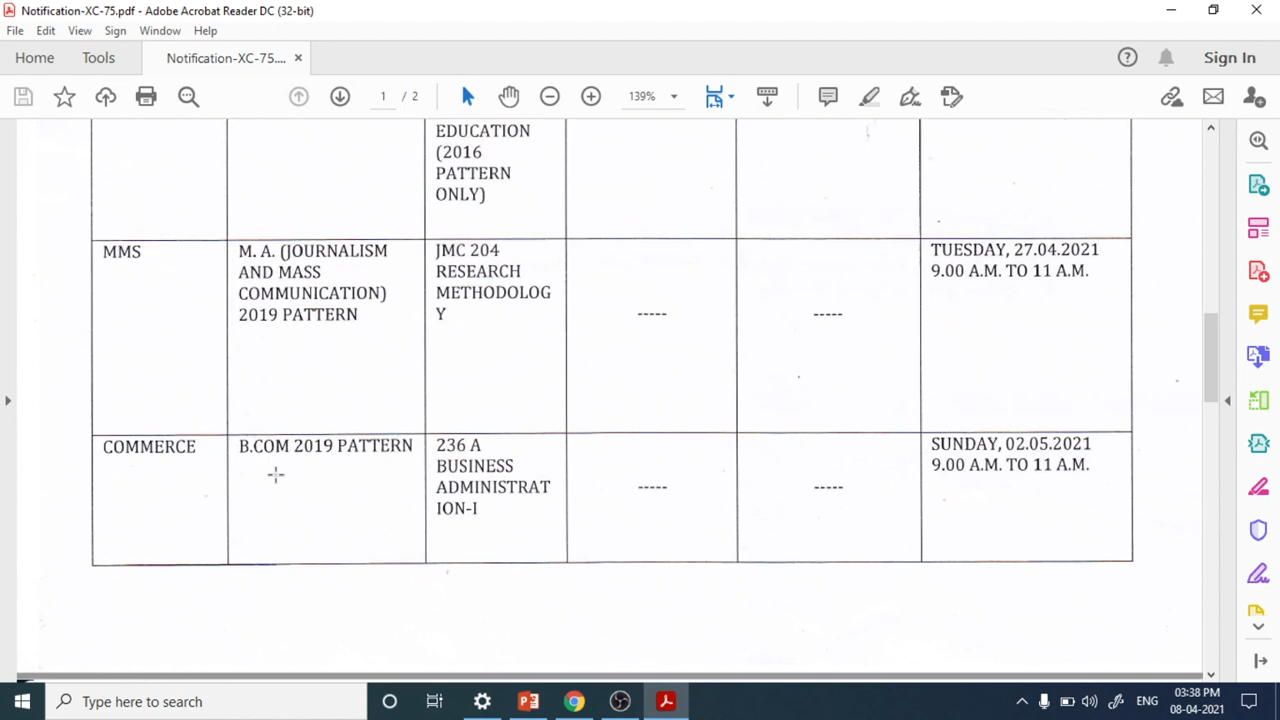 Notification-XC-75.pdf - Adobe Acrobat Reader DC (32-bit)
File Edit View Sign Window Help
Home Tools Notification-XC-75.... × Sign In
1 / 2 139%
EDUCATION
(2016
PATTERN
ONLY)
MMS
M. A. (JOURNALISM
AND MASS
COMMUNICATION)
2019 PATTERN
JMC 204
RESEARCH
METHODOLOG
Y
-----
-----
TUESDAY, 27.04.2021
9.00 A.M. TO 11 A.M.
COMMERCE
B.COM 2019 PATTERN
236 A
BUSINESS
ADMINISTRAT
ION-I
-----
-----
SUNDAY, 02.05.2021
9.00 A.M. TO 11 A.M.
Type here to search
ENG
03:38 PM
08-04-2021